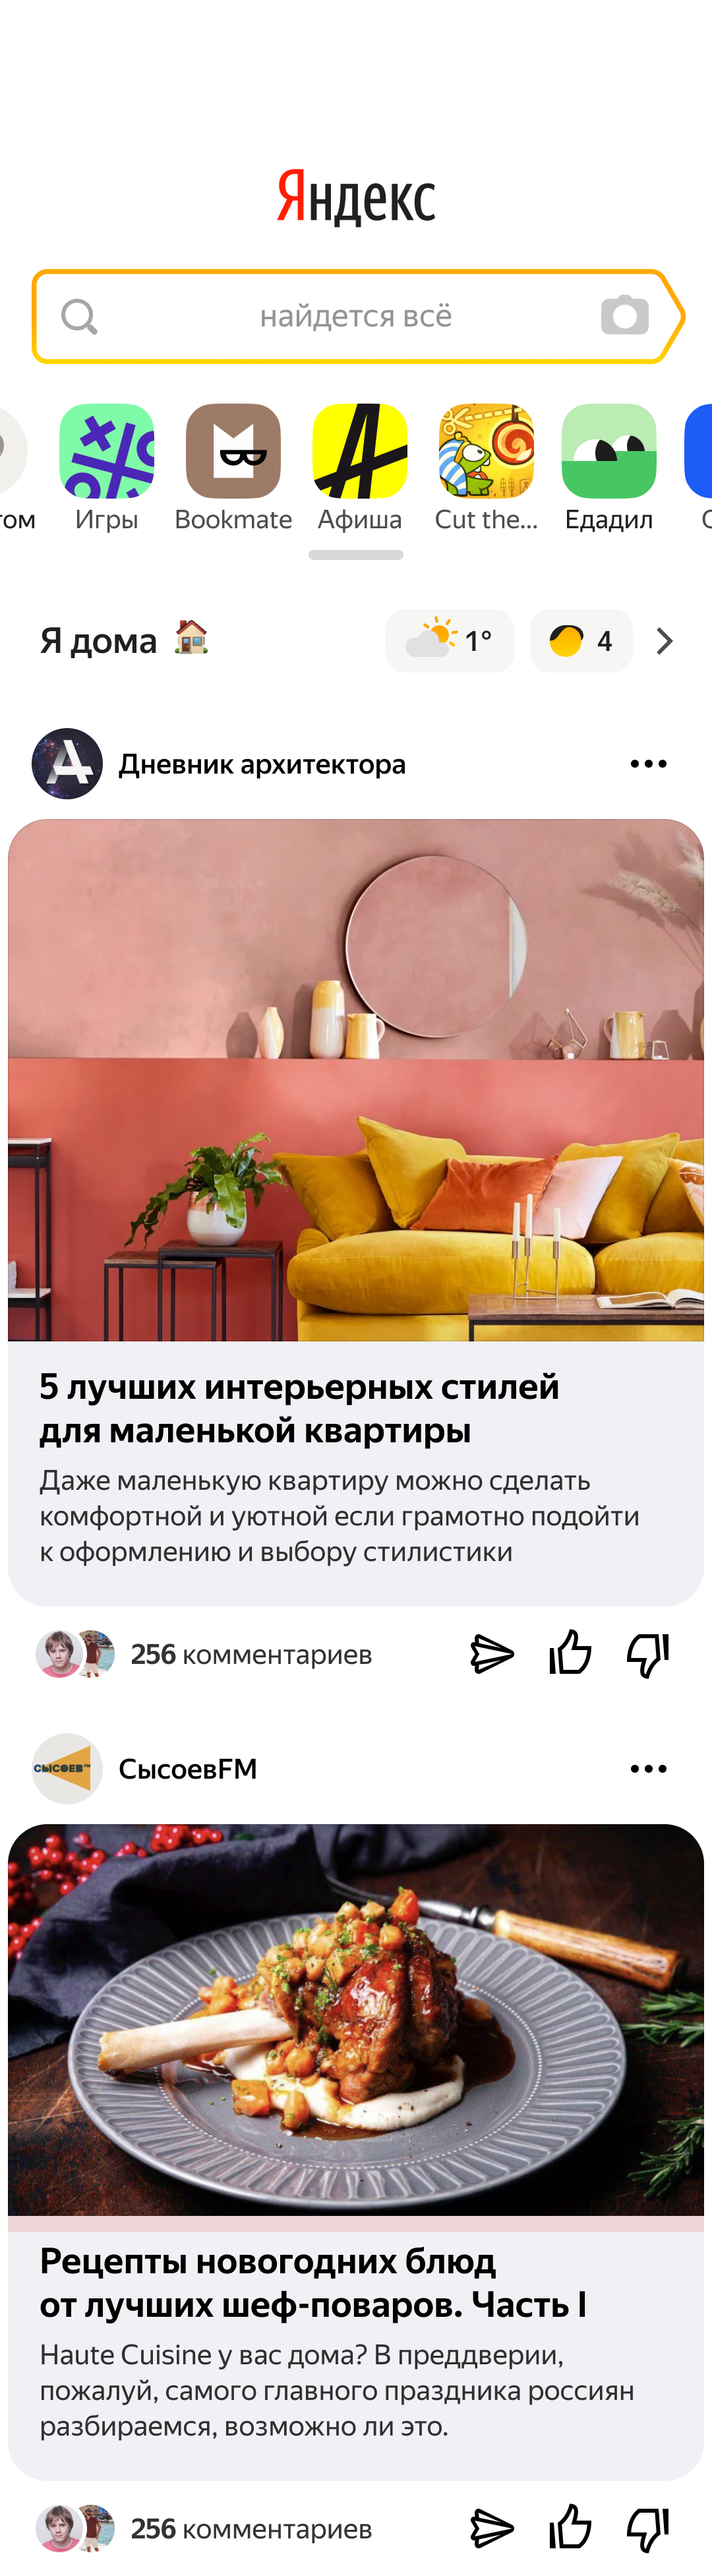 Яндекс
найдется всё
том
Игры
Bookmate
Афиша
Cut the...
Едадил
Я дома
1°
4
Дневник архитектора
5 лучших интерьерных стилей
для маленькой квартиры
Даже маленькую квартиру можно сделать
комфортной и уютной если грамотно подойти
к оформлению и выбору стилистики
256 комментариев
СЫСОЕВ™
СысоевFM
Рецепты новогодних блюд
от лучших шеф-поваров. Часть I
Haute Cuisine у вас дома? В преддверии,
пожалуй, самого главного праздника россиян
разбираемся, возможно ли это.
256 комментариев